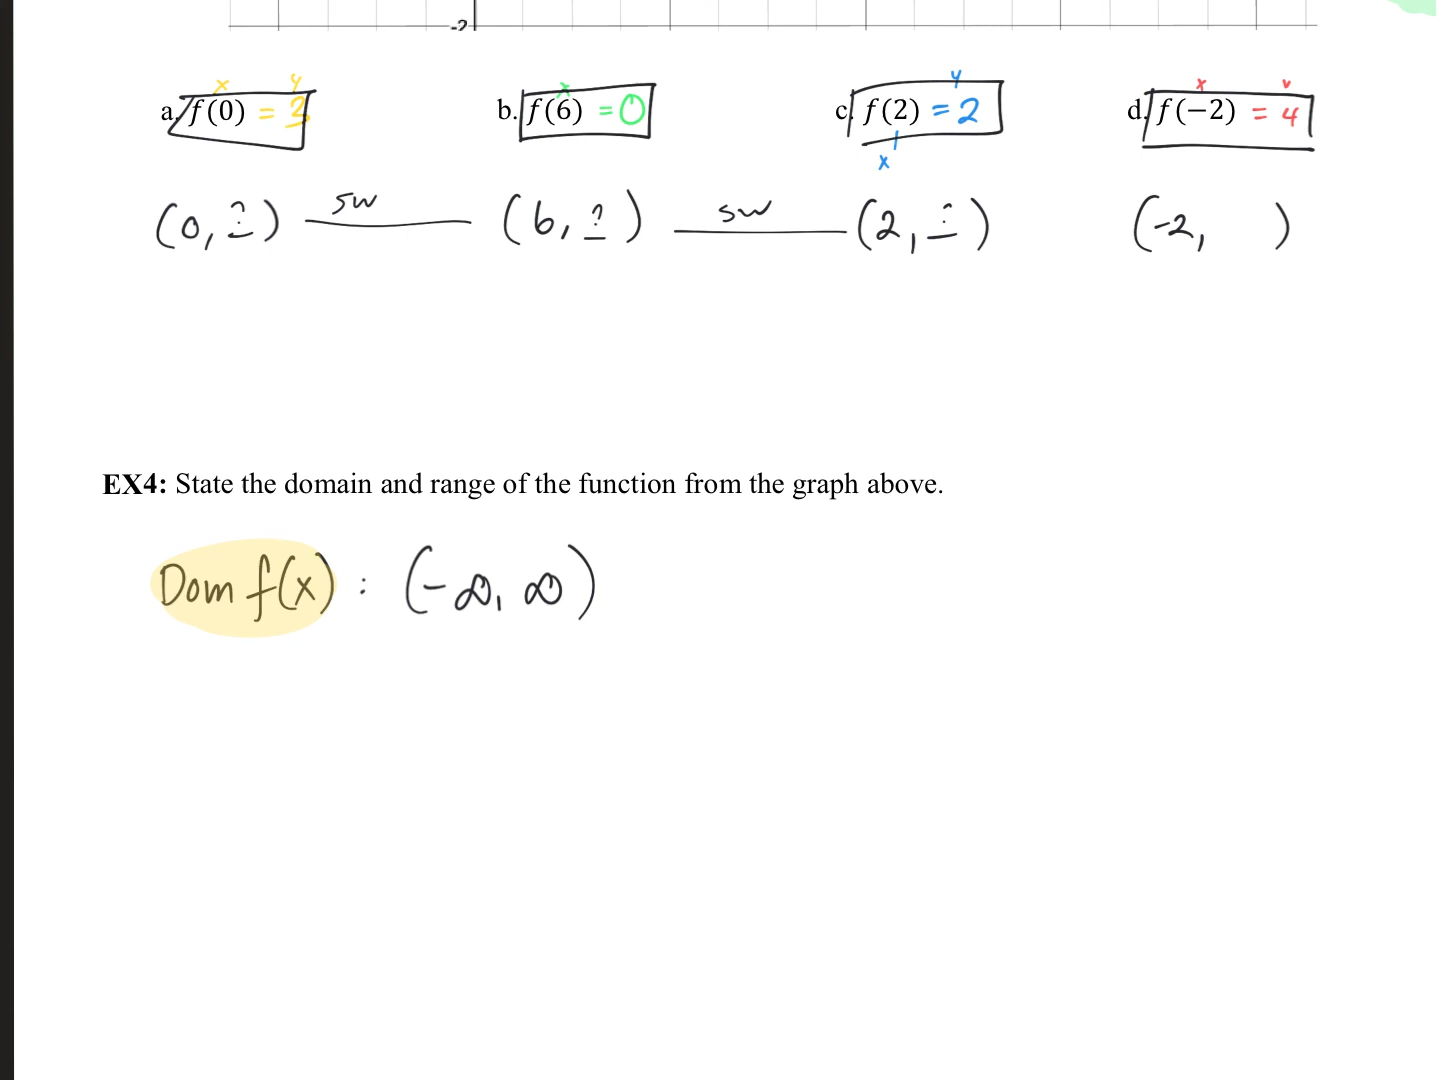 -2
x y x y x v
a. f(0) = 3 b. f(6) = 0 c. f(2) = 2 d. f(−2) = 4
x
(0, ?) sw (6, ?) sw (2, ?) (-2, )
EX4: State the domain and range of the function from the graph above.
Dom f(x) : (-∞, ∞)